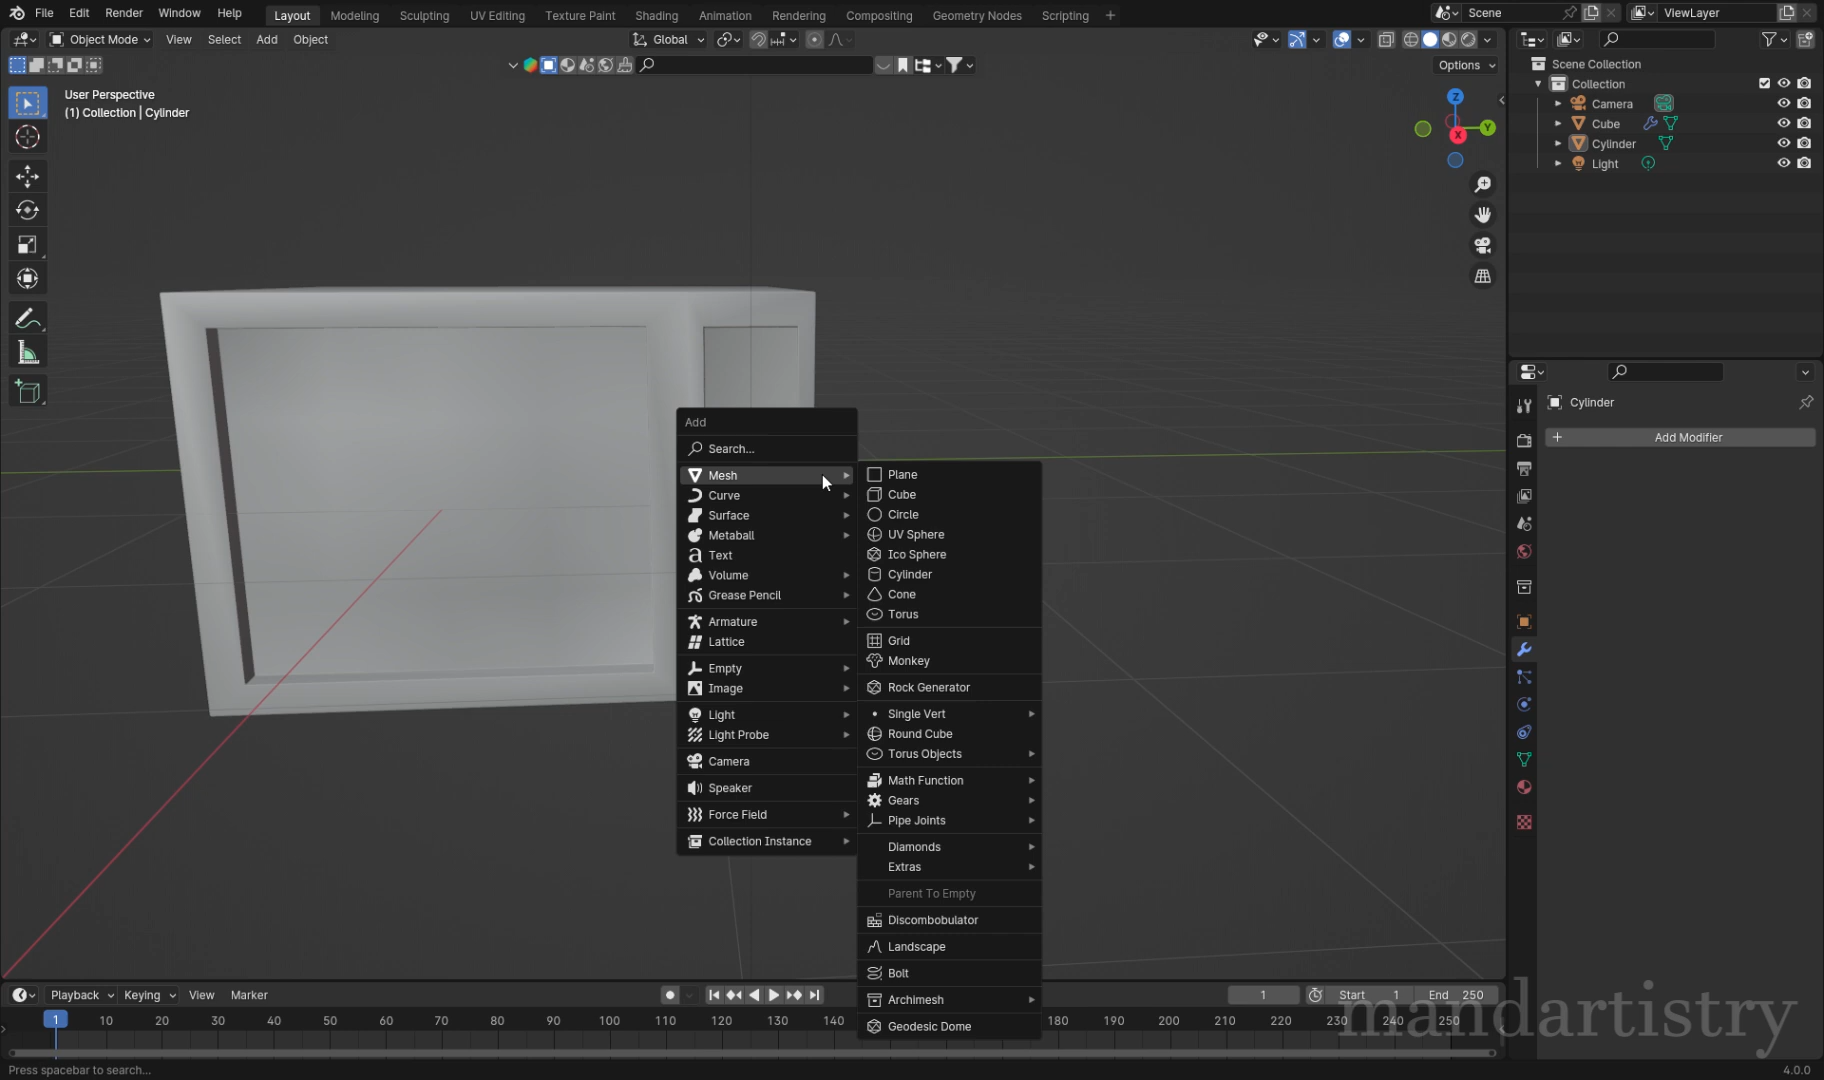 File Edit Render Window Help Layout Modeling Sculpting UV Editing Texture Paint Shading Animation Rendering Compositing Geometry Nodes Scripting + Scene ViewLayer
Object Mode View Select Add Object Global
Options
User Perspective
(1) Collection | Cylinder
Z
Y
X
Scene Collection
Collection
Camera
Cube
Cylinder
Light
Cylinder
+ Add Modifier
Add
Search...
Mesh
Curve
Surface
Metaball
Text
Volume
Grease Pencil
Armature
Lattice
Empty
Image
Light
Light Probe
Camera
Speaker
Force Field
Collection Instance
Plane
Cube
Circle
UV Sphere
Ico Sphere
Cylinder
Cone
Torus
Grid
Monkey
Rock Generator
Single Vert
Round Cube
Torus Objects
Math Function
Gears
Pipe Joints
Diamonds
Extras
Parent To Empty
Discombobulator
Landscape
Bolt
Archimesh
Geodesic Dome
Playback Keying View Marker 1 Start 1 End 250
1 10 20 30 40 50 60 70 80 90 100 110 120 130 140 180 190 200 210 220 230 240 250
mandartistry
Press spacebar to search... 4.0.0